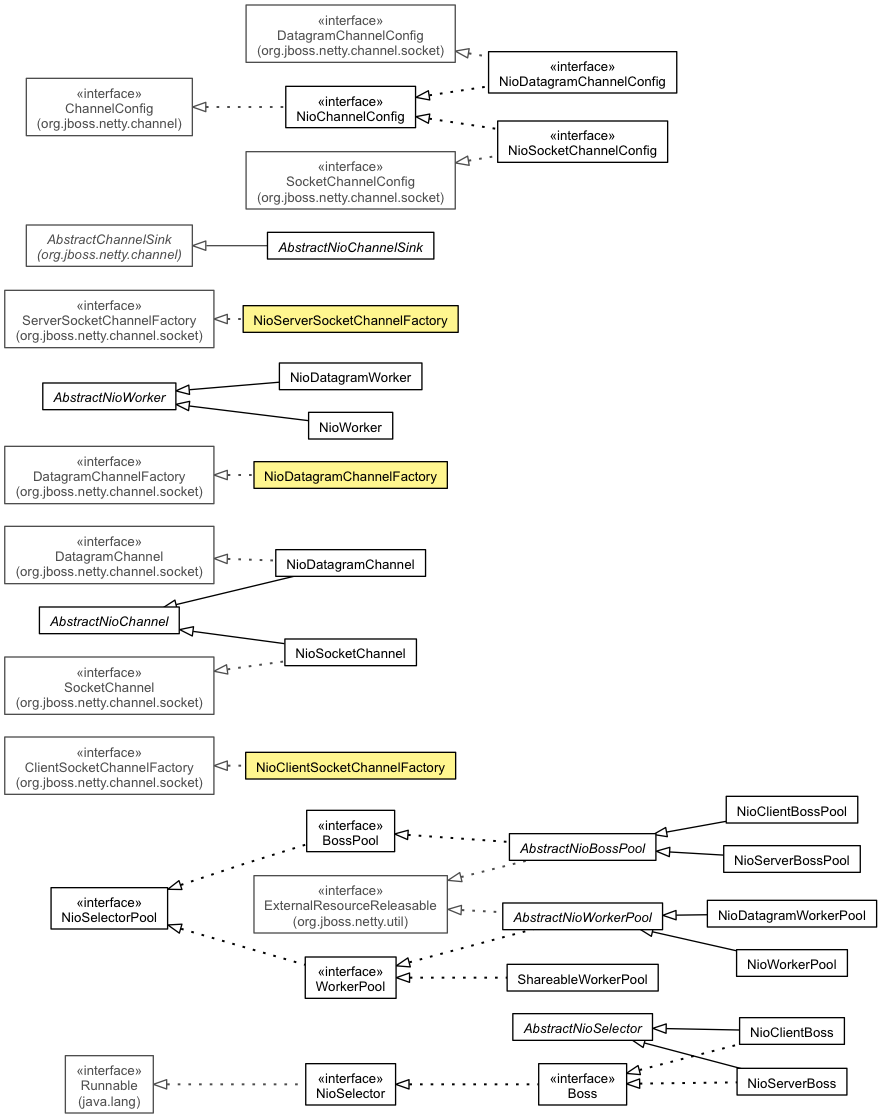 «interface»
DatagramChannelConfig
(org.jboss.netty.channel.socket)
«interface»
NioDatagramChannelConfig
«interface»
ChannelConfig
(org.jboss.netty.channel)
«interface»
NioChannelConfig
«interface»
NioSocketChannelConfig
«interface»
SocketChannelConfig
(org.jboss.netty.channel.socket)
AbstractChannelSink
(org.jboss.netty.channel)
AbstractNioChannelSink
«interface»
ServerSocketChannelFactory
(org.jboss.netty.channel.socket)
NioServerSocketChannelFactory
AbstractNioWorker
NioDatagramWorker
NioWorker
«interface»
DatagramChannelFactory
(org.jboss.netty.channel.socket)
NioDatagramChannelFactory
«interface»
DatagramChannel
(org.jboss.netty.channel.socket)
NioDatagramChannel
AbstractNioChannel
NioSocketChannel
«interface»
SocketChannel
(org.jboss.netty.channel.socket)
«interface»
ClientSocketChannelFactory
(org.jboss.netty.channel.socket)
NioClientSocketChannelFactory
«interface»
BossPool
AbstractNioBossPool
NioClientBossPool
NioServerBossPool
«interface»
NioSelectorPool
«interface»
ExternalResourceReleasable
(org.jboss.netty.util)
AbstractNioWorkerPool
NioDatagramWorkerPool
NioWorkerPool
«interface»
WorkerPool
ShareableWorkerPool
AbstractNioSelector
NioClientBoss
«interface»
Runnable
(java.lang)
«interface»
NioSelector
«interface»
Boss
NioServerBoss